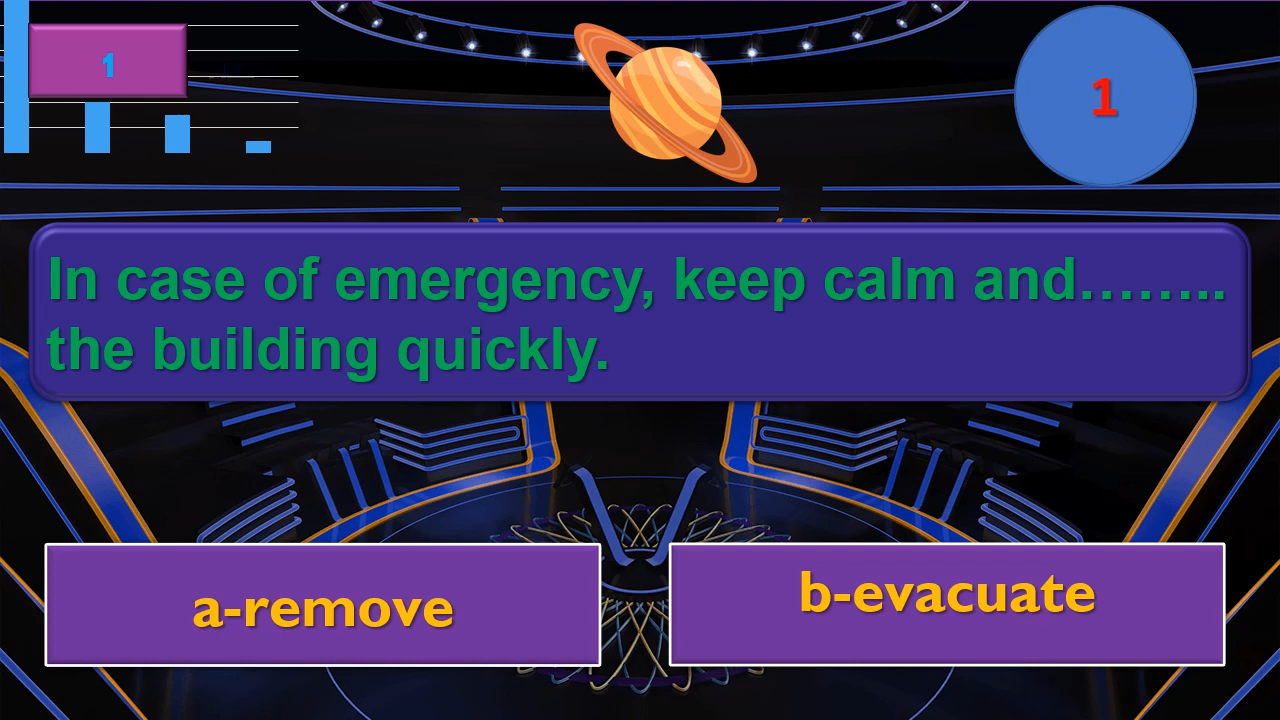 1
1
In case of emergency, keep calm and……..
the building quickly.
a-remove
b-evacuate